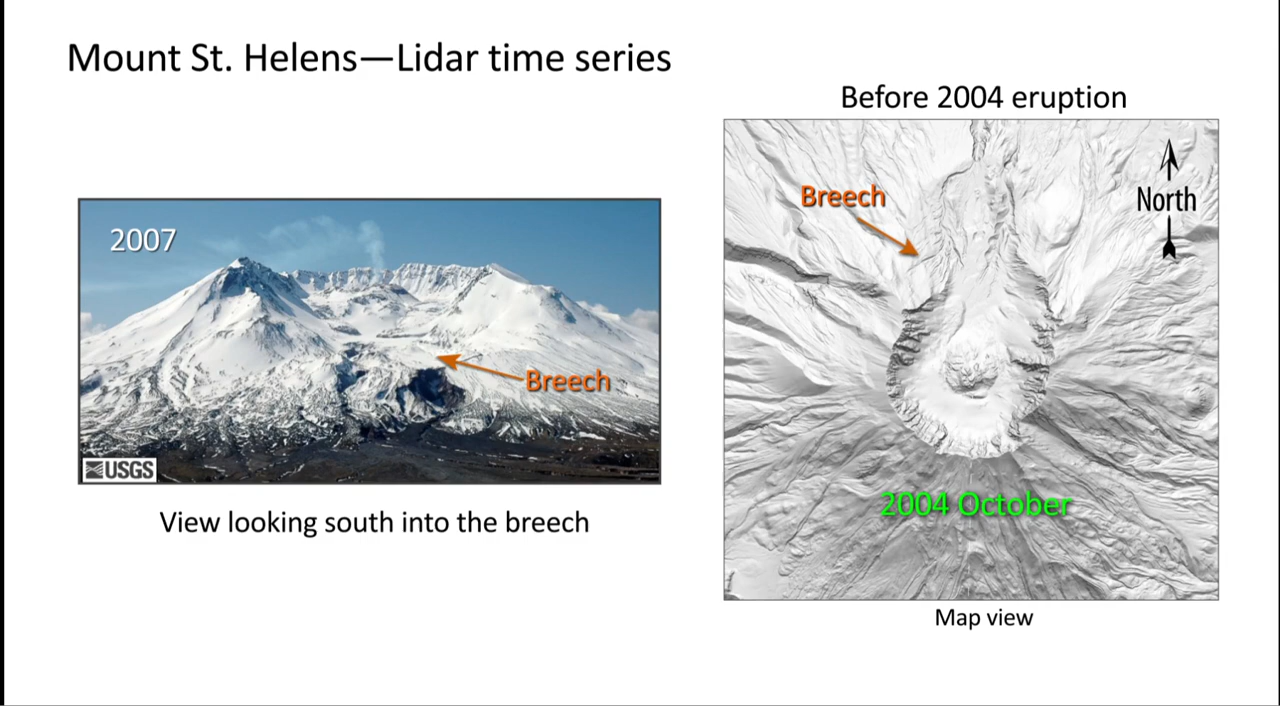 Mount St. Helens—Lidar time series
Before 2004 eruption
2007
Breech
USGS
View looking south into the breech
Breech
North
2004 October
Map view